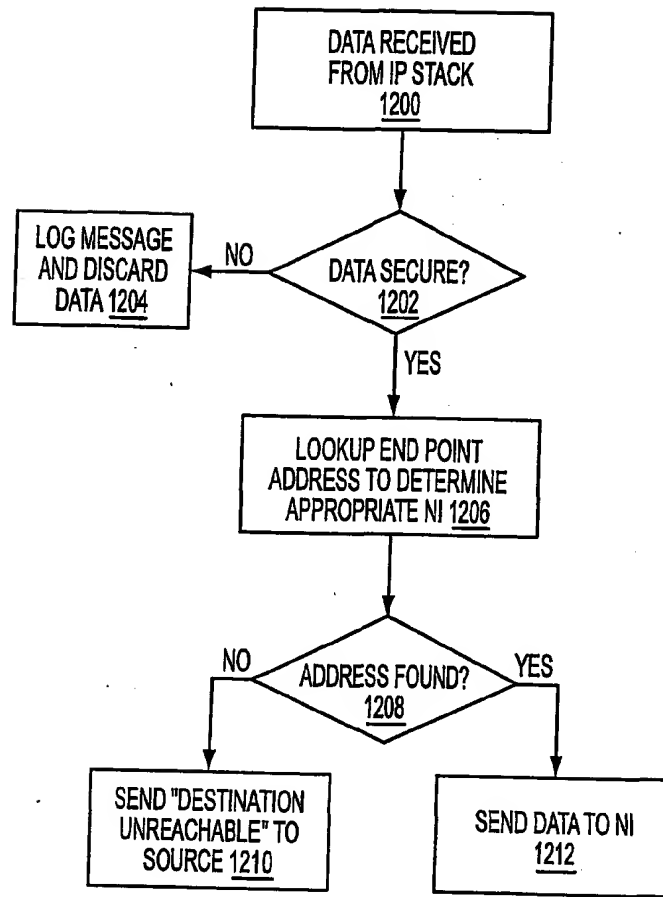 DATA RECEIVED
FROM IP STACK
1200
LOG MESSAGE
AND DISCARD
DATA 1204
NO
DATA SECURE?
1202
YES
LOOKUP END POINT
ADDRESS TO DETERMINE
APPROPRIATE NI 1206
NO
ADDRESS FOUND?
1208
YES
SEND "DESTINATION
UNREACHABLE" TO
SOURCE 1210
SEND DATA TO NI
1212